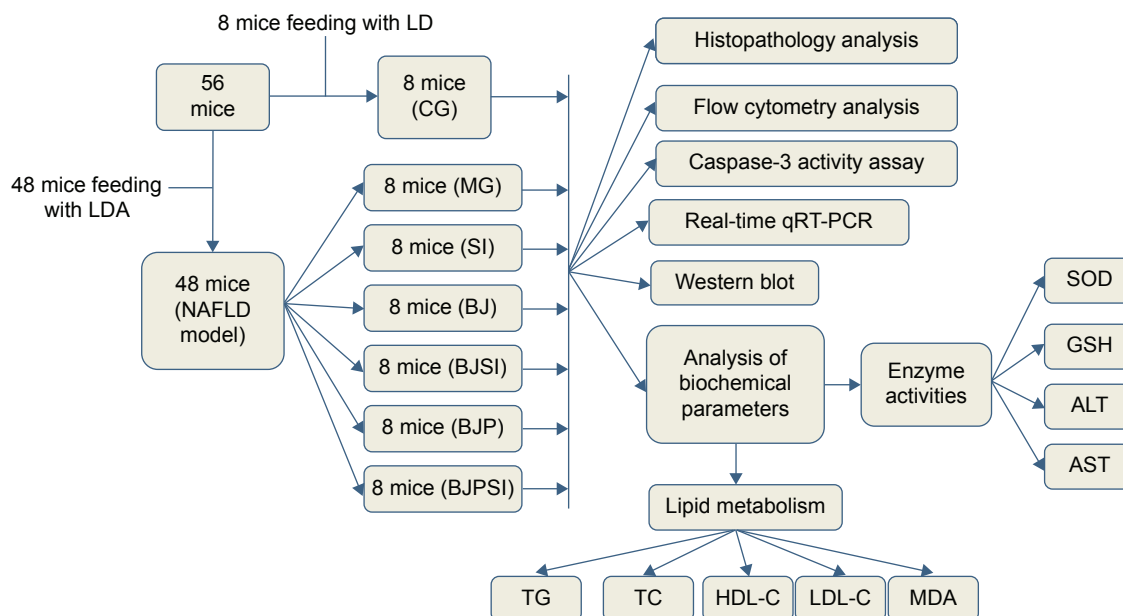 8 mice feeding with LD
56
mice
8 mice
(CG)
48 mice feeding
with LDA
48 mice
(NAFLD
model)
8 mice (MG)
8 mice (SI)
8 mice (BJ)
8 mice (BJSI)
8 mice (BJP)
8 mice (BJPSI)
Histopathology analysis
Flow cytometry analysis
Caspase-3 activity assay
Real-time qRT-PCR
Western blot
Analysis of
biochemical
parameters
Enzyme
activities
SOD
GSH
ALT
AST
Lipid metabolism
TG
TC
HDL-C
LDL-C
MDA